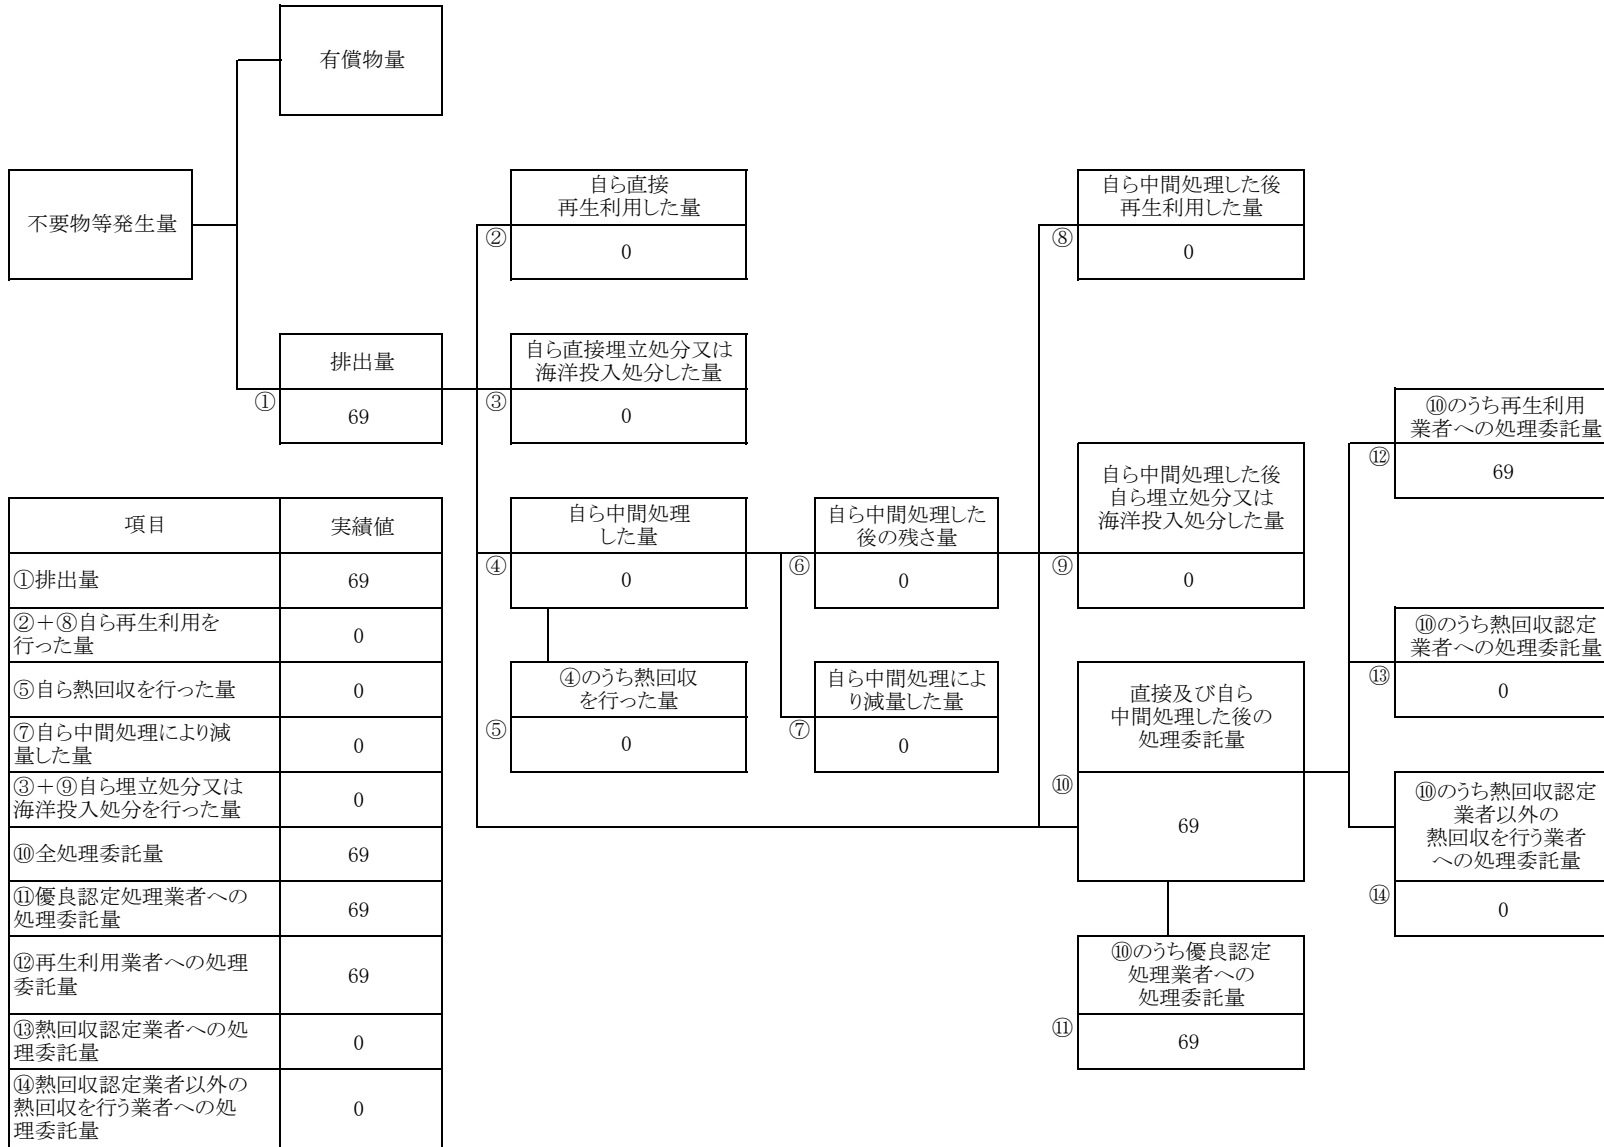 有償物量
不要物等発生量
自ら直接
再生利用した量
②
0
自ら中間処理した後
再生利用した量
⑧
0
排出量
①
69
自ら直接埋立処分又は
海洋投入処分した量
③
0
⑩のうち再生利用
業者への処理委託量
⑫
69
自ら中間処理した後
自ら埋立処分又は
海洋投入処分した量
⑨
0
自ら中間処理
した量
④
0
自ら中間処理した
後の残さ量
⑥
0
⑩のうち熱回収認定
業者への処理委託量
⑬
0
④のうち熱回収
を行った量
⑤
0
自ら中間処理によ
り減量した量
⑦
0
直接及び自ら
中間処理した後の
処理委託量
⑩
69
⑩のうち熱回収認定
業者以外の
熱回収を行う業者
への処理委託量
⑭
0
⑩のうち優良認定
処理業者への
処理委託量
⑪
69
項目 実績値
①排出量 69
②+⑧自ら再生利用を
行った量 0
⑤自ら熱回収を行った量 0
⑦自ら中間処理により減
量した量 0
③+⑨自ら埋立処分又は
海洋投入処分を行った量 0
⑩全処理委託量 69
⑪優良認定処理業者への
処理委託量 69
⑫再生利用業者への処理
委託量 69
⑬熱回収認定業者への処
理委託量 0
⑭熱回収認定業者以外の
熱回収を行う業者への処
理委託量 0